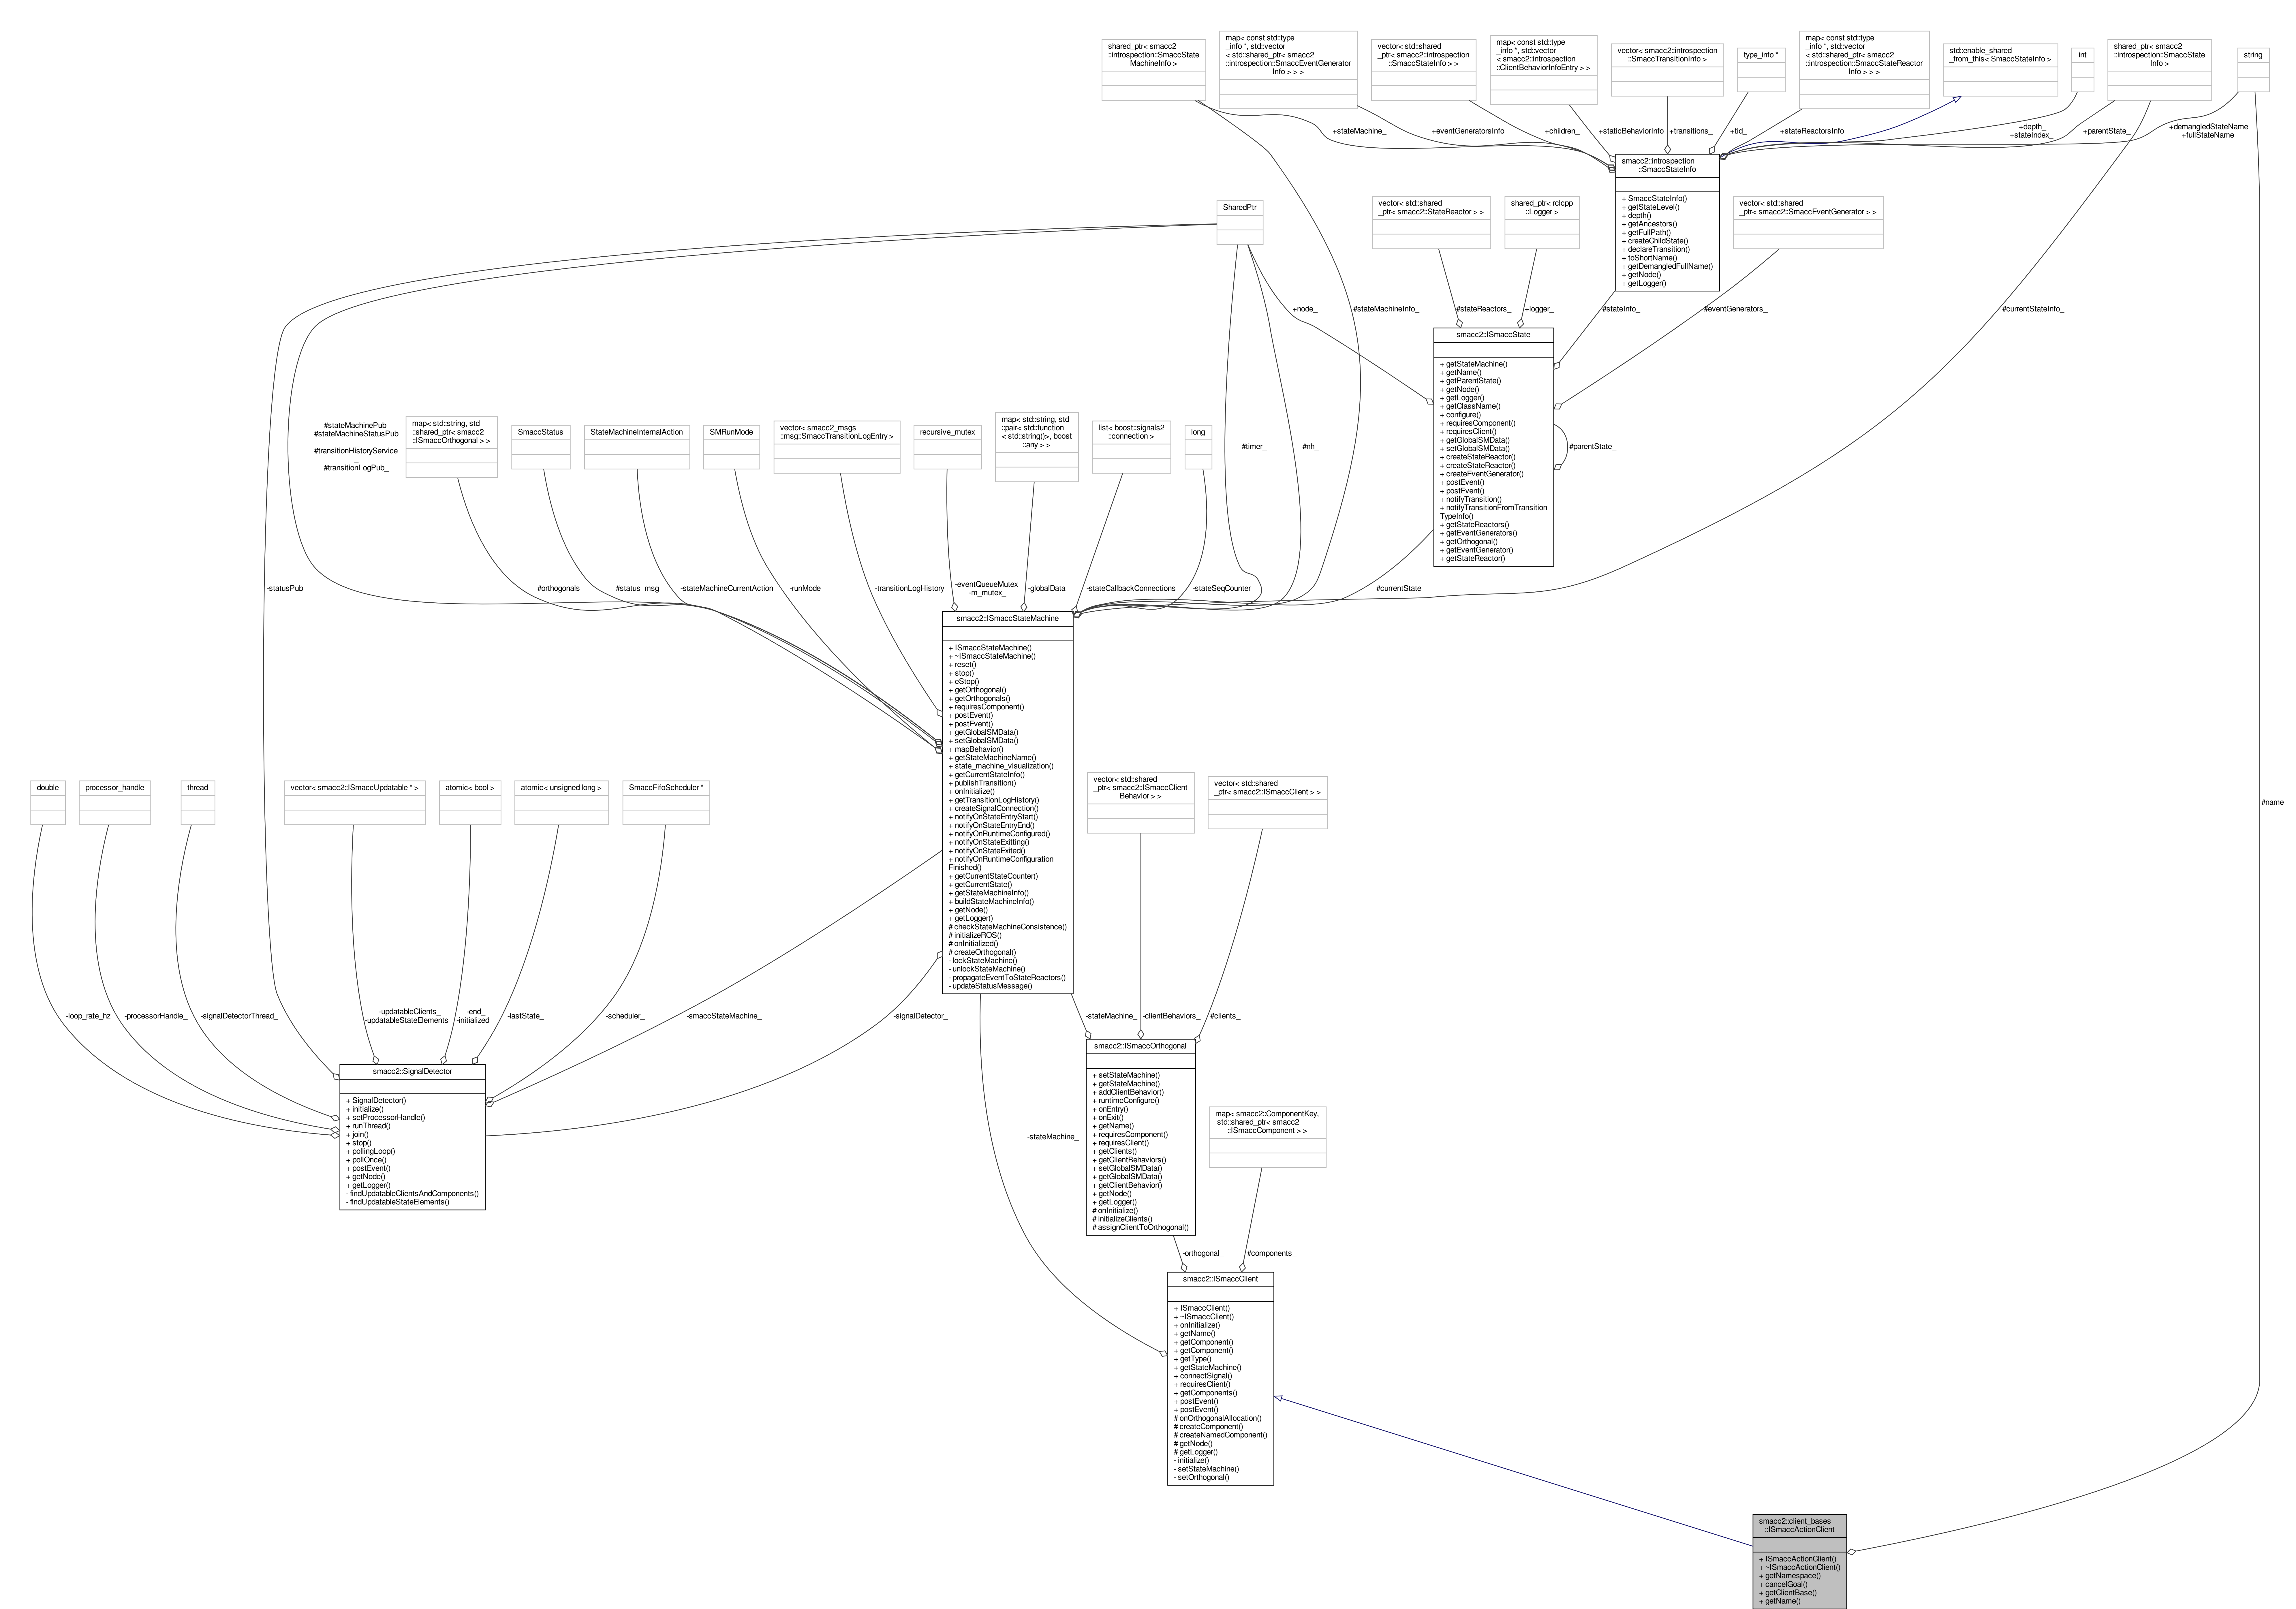 shared_ptr< smacc2
::introspection::SmaccState
MachineInfo >
map< const std::type
_info *, std::vector
< std::shared_ptr< smacc2
::introspection::SmaccEventGenerator
Info > > >
vector< std::shared
_ptr< smacc2::introspection
::SmaccStateInfo > >
map< const std::type
_info *, std::vector
< smacc2::introspection
::ClientBehaviorInfoEntry > >
vector< smacc2::introspection
::SmaccTransitionInfo >
type_info *
map< const std::type
_info *, std::vector
< std::shared_ptr< smacc2
::introspection::SmaccStateReactor
Info > > >
std::enable_shared
_from_this< SmaccStateInfo >
int
shared_ptr< smacc2
::introspection::SmaccState
Info >
string
+stateMachine_
+eventGeneratorsInfo
+children_
+staticBehaviorInfo
+transitions_
+tid_
+stateReactorsInfo
+depth_
+stateIndex_
+parentState_
+demangledStateName
+fullStateName
smacc2::introspection
::SmaccStateInfo
+ SmaccStateInfo()
+ getStateLevel()
+ depth()
+ getAncestors()
+ getFullPath()
+ createChildState()
+ declareTransition()
+ toShortName()
+ getDemangledFullName()
+ getNode()
+ getLogger()
SharedPtr
vector< std::shared
_ptr< smacc2::StateReactor > >
shared_ptr< rclcpp
::Logger >
vector< std::shared
_ptr< smacc2::SmaccEventGenerator > >
+node_
#stateMachineInfo_
#stateReactors_
+logger_
#stateInfo_
#eventGenerators_
#currentStateInfo_
smacc2::ISmaccState
+ getStateMachine()
+ getName()
+ getParentState()
+ getNode()
+ getLogger()
+ getClassName()
+ configure()
+ requiresComponent()
+ requiresClient()
+ getGlobalSMData()
+ setGlobalSMData()
+ createStateReactor()
+ createStateReactor()
+ createEventGenerator()
+ postEvent()
+ postEvent()
+ notifyTransition()
+ notifyTransitionFromTransition
TypeInfo()
+ getStateReactors()
+ getEventGenerators()
+ getOrthogonal()
+ getEventGenerator()
+ getStateReactor()
#parentState_
#stateMachinePub_
#stateMachineStatusPub
_
#transitionHistoryService
_
#transitionLogPub_
map< std::string, std
::shared_ptr< smacc2
::ISmaccOrthogonal > >
SmaccStatus
StateMachineInternalAction
SMRunMode
vector< smacc2_msgs
::msg::SmaccTransitionLogEntry >
recursive_mutex
map< std::string, std
::pair< std::function
< std::string()>, boost
::any > >
list< boost::signals2
::connection >
long
#timer_
#nh_
-statusPub_
#orthogonals_
#status_msg_
-stateMachineCurrentAction
-runMode_
-transitionLogHistory_
-eventQueueMutex_
-m_mutex_
-globalData_
-stateCallbackConnections
-stateSeqCounter_
#currentState_
smacc2::ISmaccStateMachine
+ ISmaccStateMachine()
+ ~ISmaccStateMachine()
+ reset()
+ stop()
+ eStop()
+ getOrthogonal()
+ getOrthogonals()
+ requiresComponent()
+ postEvent()
+ postEvent()
+ getGlobalSMData()
+ setGlobalSMData()
+ mapBehavior()
+ getStateMachineName()
+ state_machine_visualization()
+ getCurrentStateInfo()
+ publishTransition()
+ onInitialize()
+ getTransitionLogHistory()
+ createSignalConnection()
+ notifyOnStateEntryStart()
+ notifyOnStateEntryEnd()
+ notifyOnRuntimeConfigured()
+ notifyOnStateExitting()
+ notifyOnStateExited()
+ notifyOnRuntimeConfiguration
Finished()
+ getCurrentStateCounter()
+ getCurrentState()
+ getStateMachineInfo()
+ buildStateMachineInfo()
+ getNode()
+ getLogger()
# checkStateMachineConsistence()
# initializeROS()
# onInitialized()
# createOrthogonal()
- lockStateMachine()
- unlockStateMachine()
- propagateEventToStateReactors()
- updateStatusMessage()
#name_
double
processor_handle
thread
vector< smacc2::ISmaccUpdatable * >
atomic< bool >
atomic< unsigned long >
SmaccFifoScheduler *
vector< std::shared
_ptr< smacc2::ISmaccClient
Behavior > >
vector< std::shared
_ptr< smacc2::ISmaccClient > >
-loop_rate_hz
-processorHandle_
-signalDetectorThread_
-updatableClients_
-updatableStateElements_
-end_
-initialized_
-lastState_
-scheduler_
-smaccStateMachine_
-signalDetector_
-stateMachine_
-clientBehaviors_
#clients_
smacc2::SignalDetector
+ SignalDetector()
+ initialize()
+ setProcessorHandle()
+ runThread()
+ join()
+ stop()
+ pollingLoop()
+ pollOnce()
+ postEvent()
+ getNode()
+ getLogger()
- findUpdatableClientsAndComponents()
- findUpdatableStateElements()
smacc2::ISmaccOrthogonal
+ setStateMachine()
+ getStateMachine()
+ addClientBehavior()
+ runtimeConfigure()
+ onEntry()
+ onExit()
+ getName()
+ requiresComponent()
+ requiresClient()
+ getClients()
+ getClientBehaviors()
+ setGlobalSMData()
+ getGlobalSMData()
+ getClientBehavior()
+ getNode()
+ getLogger()
# onInitialize()
# initializeClients()
# assignClientToOrthogonal()
map< smacc2::ComponentKey,
std::shared_ptr< smacc2
::ISmaccComponent > >
-stateMachine_
-orthogonal_
#components_
smacc2::ISmaccClient
+ ISmaccClient()
+ ~ISmaccClient()
+ onInitialize()
+ getName()
+ getComponent()
+ getComponent()
+ getType()
+ getStateMachine()
+ connectSignal()
+ requiresClient()
+ getComponents()
+ postEvent()
+ postEvent()
# onOrthogonalAllocation()
# createComponent()
# createNamedComponent()
# getNode()
# getLogger()
- initialize()
- setStateMachine()
- setOrthogonal()
smacc2::client_bases
::ISmaccActionClient
+ ISmaccActionClient()
+ ~ISmaccActionClient()
+ getNamespace()
+ cancelGoal()
+ getClientBase()
+ getName()